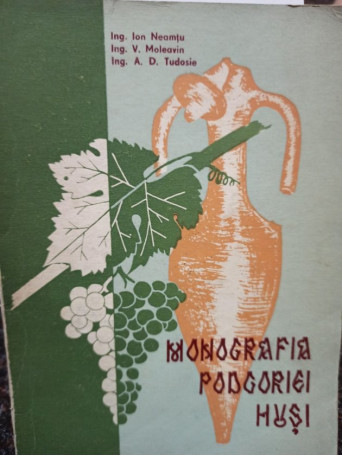 Ing. Ion Neamțu
Ing. V. Moleavin
Ing. A. D. Tudosie
MONOGRAFIA
PODGORIEI
HUȘI